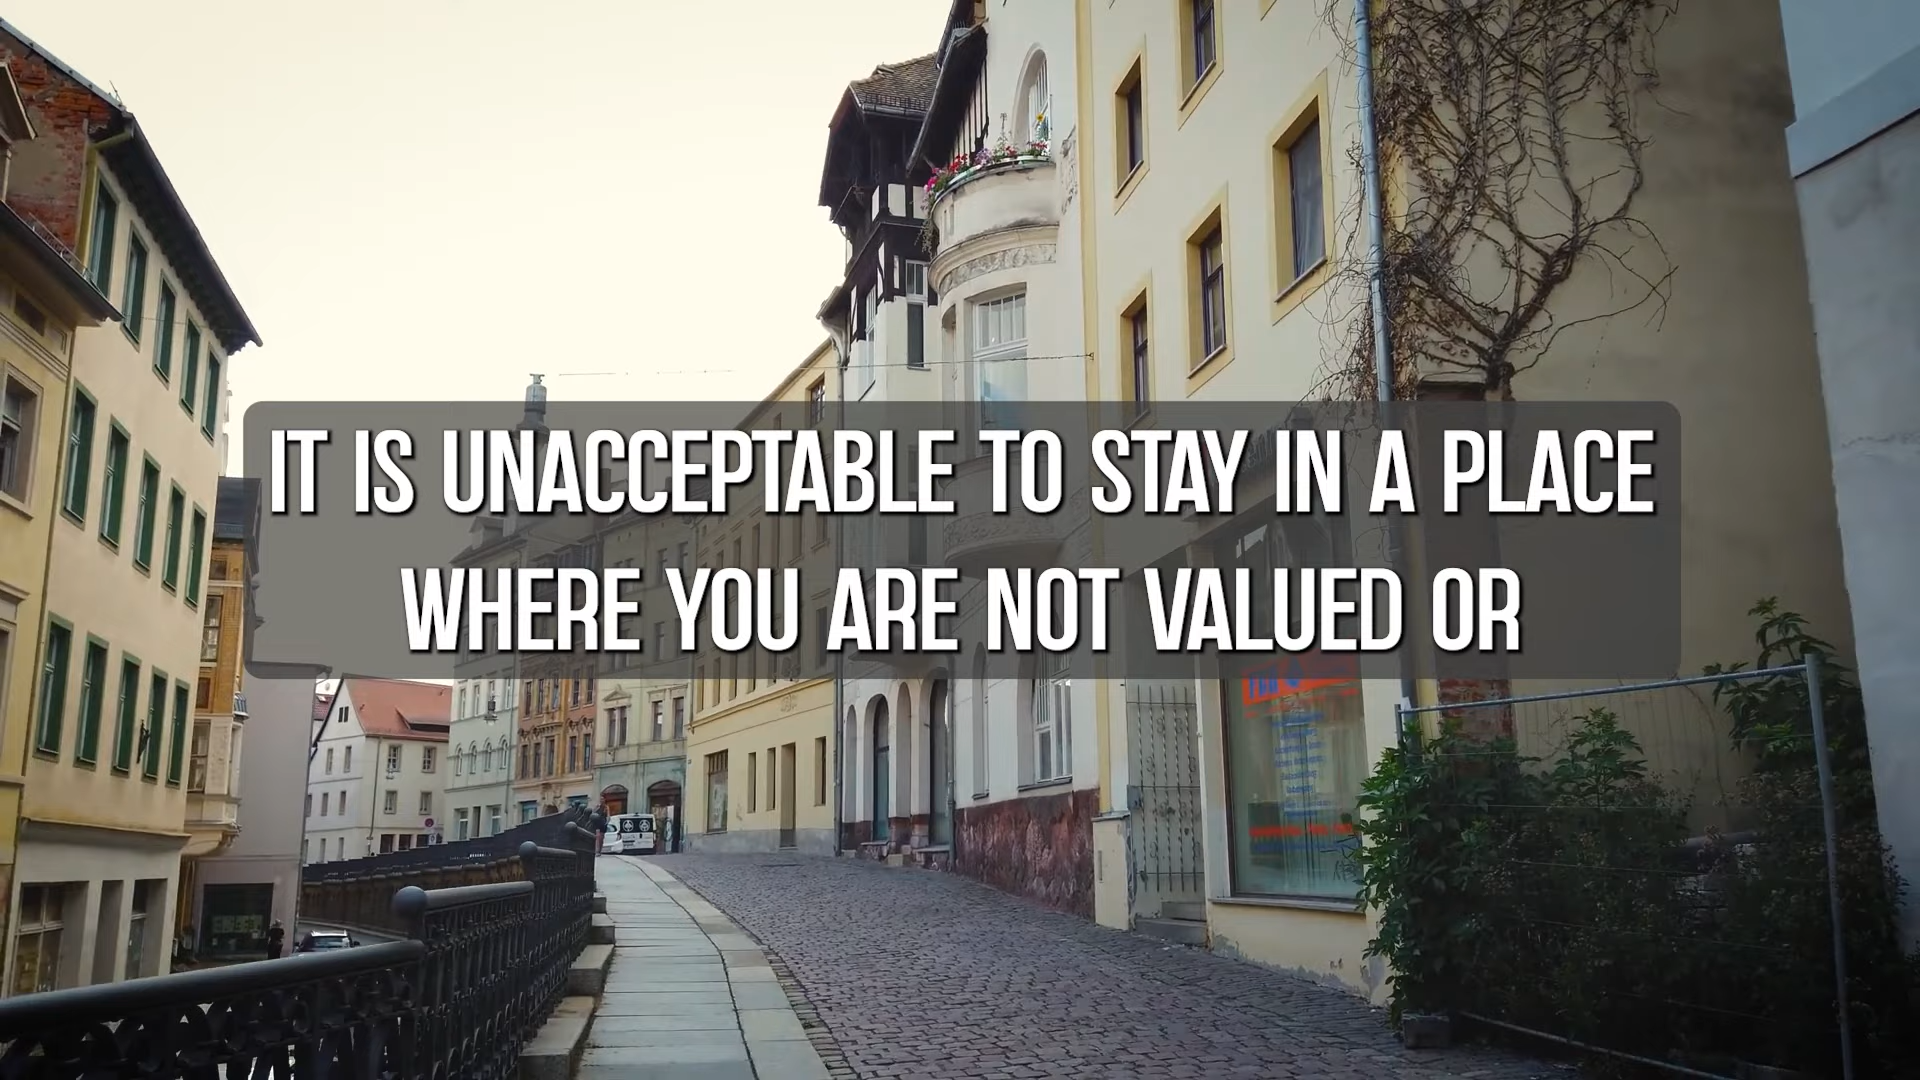 IT IS UNACCEPTABLE TO STAY IN A PLACE
WHERE YOU ARE NOT VALUED OR